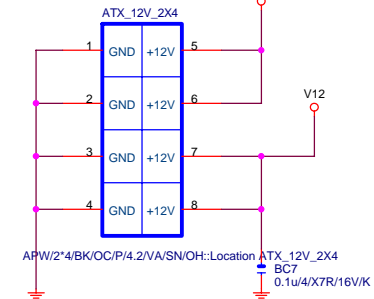 ATX_12V_2X4
1 GND +12V 5
2 GND +12V 6
V12
3 GND +12V 7
4 GND +12V 8
APW/2*4/BK/OC/P/4.2/VA/SN/OH::Location ATX_12V_2X4
BC7
0.1u/4/X7R/16V/K